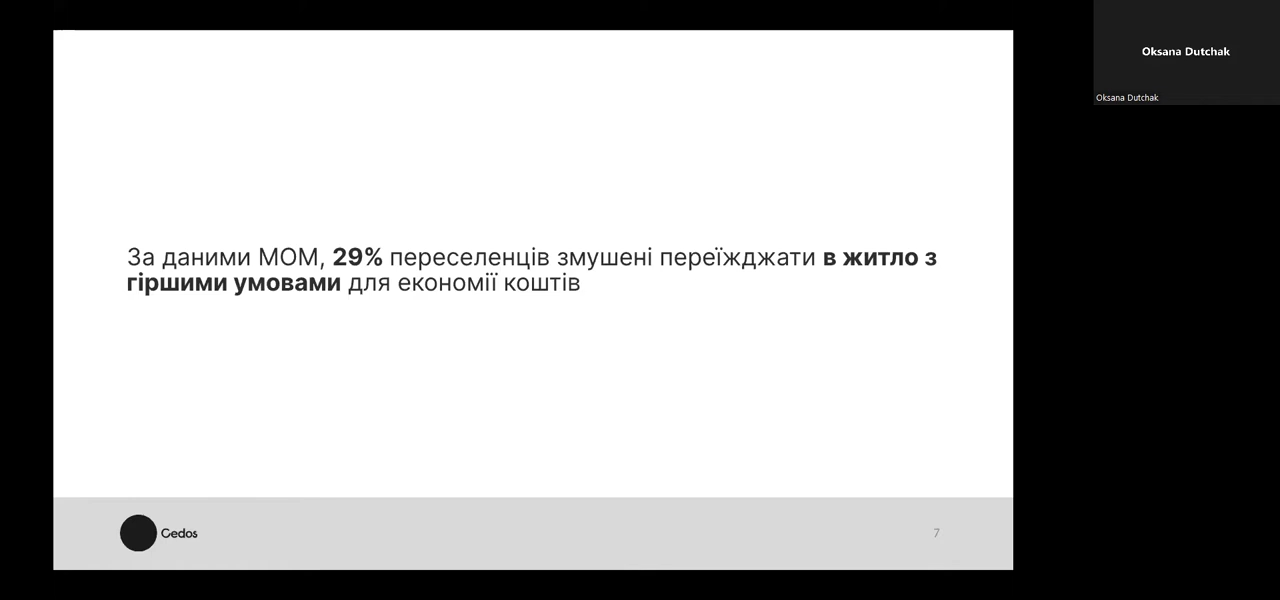 Oksana Dutchak
Oksana Dutchak
За даними МОМ, 29% переселенців змушені переїжджати в житло з
гіршими умовами для економії коштів
Cedos
7